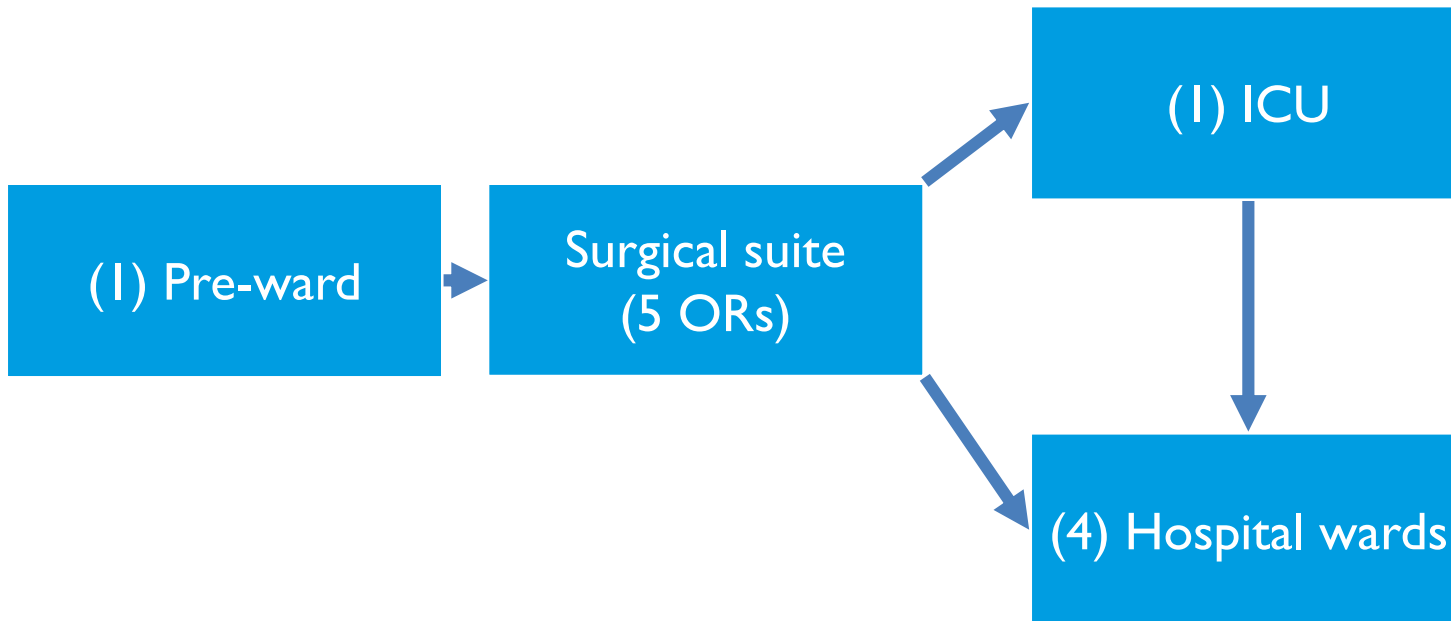 (1) ICU
(1) Pre-ward
Surgical suite
(5 ORs)
(4) Hospital wards